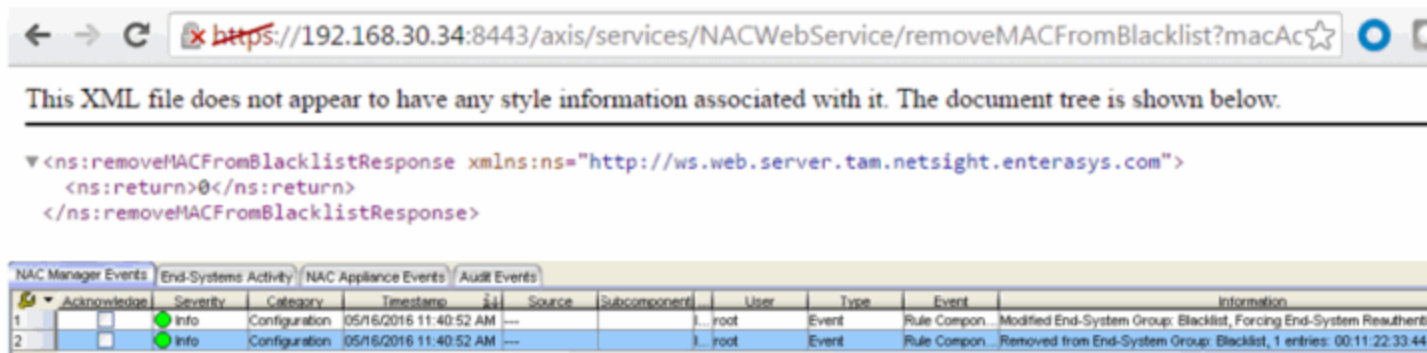 https://192.168.30.34:8443/axis/services/NACWebService/removeMACFromBlacklist?macAc
This XML file does not appear to have any style information associated with it. The document tree is shown below.
▼<ns:removeMACFromBlacklistResponse xmlns:ns="http://ws.web.server.tam.netsight.enterasys.com">
<ns:return>0</ns:return>
</ns:removeMACFromBlacklistResponse>
NAC Manager Events End-Systems Activity NAC Appliance Events Audit Events
Acknowledge Severity Category Timestamp Source Subcomponent User Type Event Information
1 Info Configuration 05/16/2016 11:40:52 AM --- I... root Event Rule Compon... Modified End-System Group: Blacklist, Forcing End-System Reauthenti
2 Info Configuration 05/16/2016 11:40:52 AM --- I... root Event Rule Compon... Removed from End-System Group: Blacklist, 1 entries: 00:11:22:33:44